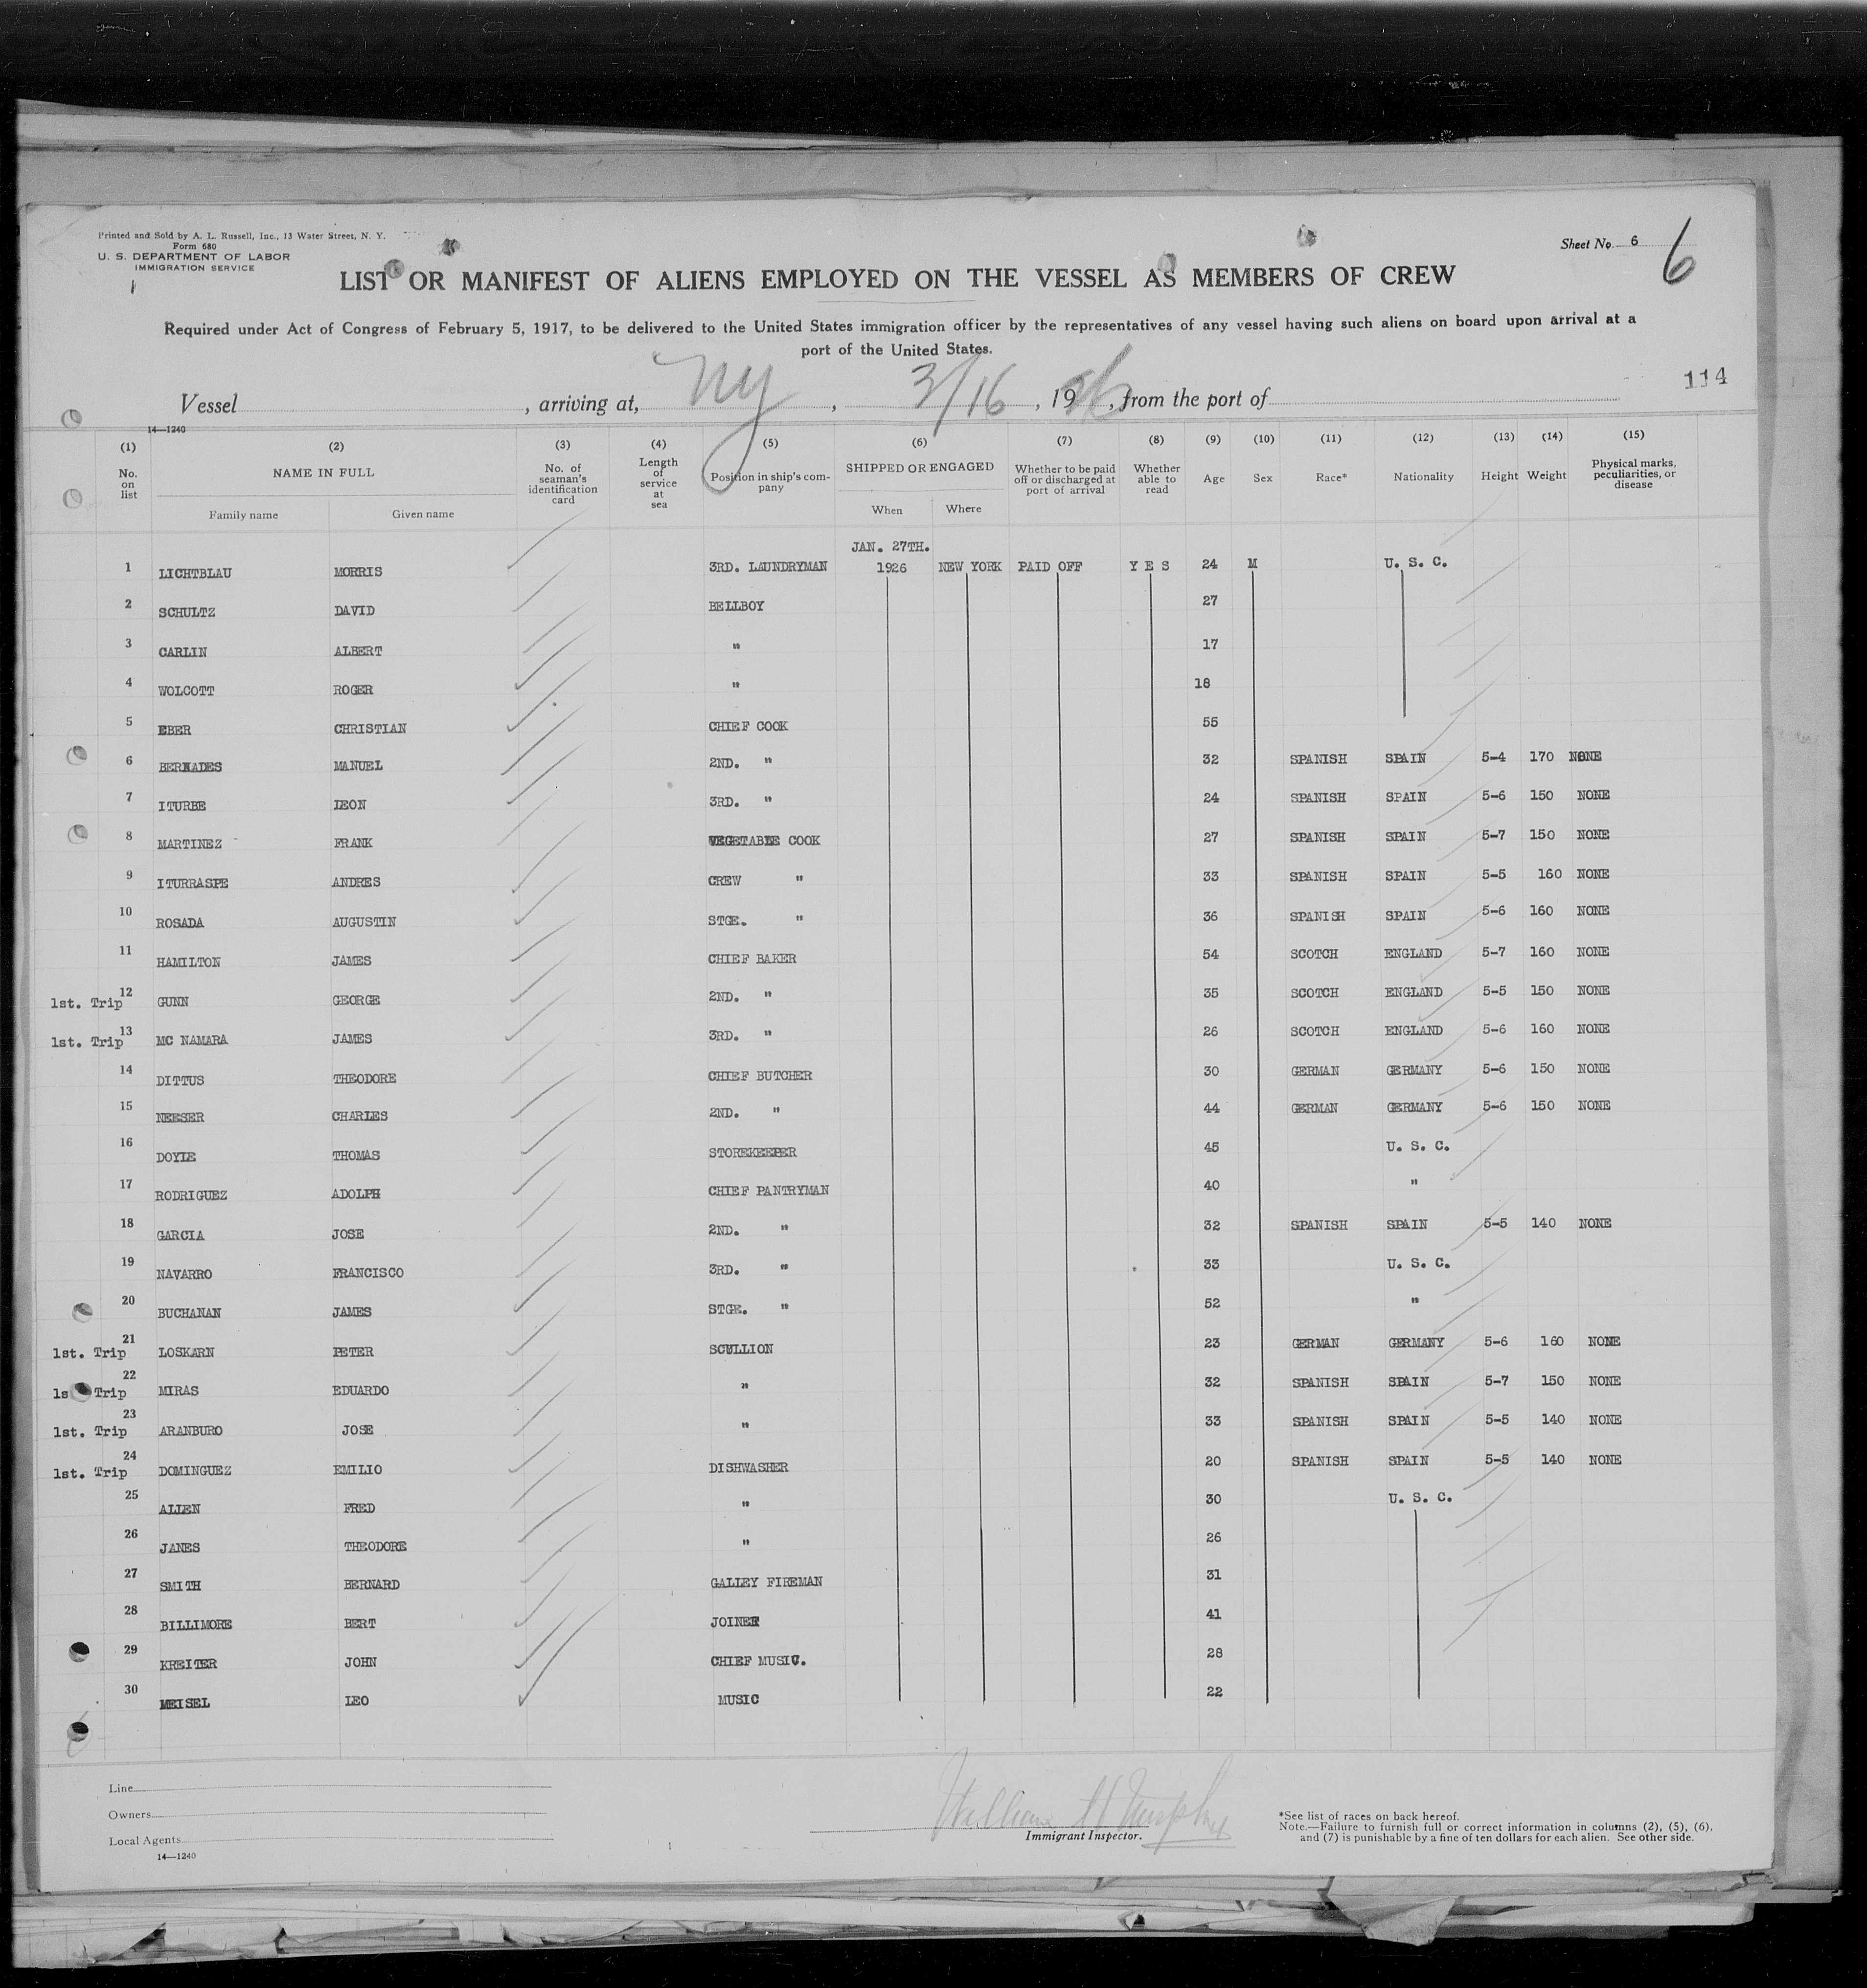 Printed and Sold by A. L. Russell, Inc., 13 Water Street, N. Y.
Form 680
U. S. DEPARTMENT OF LABOR
IMMIGRATION SERVICE
Sheet No. 6
6
LIST OR MANIFEST OF ALIENS EMPLOYED ON THE VESSEL AS MEMBERS OF CREW
Required under Act of Congress of February 5, 1917, to be delivered to the United States immigration officer by the representatives of any vessel having such aliens on board upon arrival at a
port of the United States.
114
Vessel , arriving at, NY , 3/16 , 1926 , from the port of
14—1240
(1) (2) (3) (4) (5) (6) (7) (8) (9) (10) (11) (12) (13) (14) (15)
No. on list NAME IN FULL Family name Given name No. of seaman's identification card Length of service at sea Position in ship's company SHIPPED OR ENGAGED When Where Whether to be paid off or discharged at port of arrival Whether able to read Age Sex Race* Nationality Height Weight Physical marks, peculiarities, or disease
JAN. 27TH.
1 LICHTBLAU MORRIS 3RD. LAUNDRYMAN 1926 NEW YORK PAID OFF YES 24 M U. S. C.
2 SCHULTZ DAVID BELLBOY 27
3 CARLIN ALBERT " 17
4 WOLCOTT ROGER " 18
5 EBER CHRISTIAN CHIEF COOK 55
6 BERNADES MANUEL 2ND. " 32 SPANISH SPAIN 5-4 170 NONE
7 ITURBE LEON 3RD. " 24 SPANISH SPAIN 5-6 150 NONE
8 MARTINEZ FRANK VEGETABLE COOK 27 SPANISH SPAIN 5-7 150 NONE
9 ITURRASPE ANDRES CREW " 33 SPANISH SPAIN 5-5 160 NONE
10 ROSADA AUGUSTIN STGE. " 36 SPANISH SPAIN 5-6 160 NONE
11 HAMILTON JAMES CHIEF BAKER 54 SCOTCH ENGLAND 5-7 160 NONE
1st. Trip 12 GUNN GEORGE 2ND. " 35 SCOTCH ENGLAND 5-5 150 NONE
1st. Trip 13 MC NAMARA JAMES 3RD. " 26 SCOTCH ENGLAND 5-6 160 NONE
14 DITTUS THEODORE CHIEF BUTCHER 30 GERMAN GERMANY 5-6 150 NONE
15 NEESER CHARLES 2ND. " 44 GERMAN GERMANY 5-6 150 NONE
16 DOYLE THOMAS STOREKEEPER 45 U. S. C.
17 RODRIGUEZ ADOLPH CHIEF PANTRYMAN 40 "
18 GARCIA JOSE 2ND. " 32 SPANISH SPAIN 5-5 140 NONE
19 NAVARRO FRANCISCO 3RD. " 33 U. S. C.
20 BUCHANAN JAMES STGE. " 52 "
1st. Trip 21 LOSKARN PETER SCULLION 23 GERMAN GERMANY 5-6 160 NONE
1s Trip 22 MIRAS EDUARDO " 32 SPANISH SPAIN 5-7 150 NONE
1st. Trip 23 ARANBURO JOSE " 33 SPANISH SPAIN 5-5 140 NONE
1st. Trip 24 DOMINGUEZ EMILIO DISHWASHER 20 SPANISH SPAIN 5-5 140 NONE
25 ALLEN FRED " 30 U. S. C.
26 JANES THEODORE " 26
27 SMITH BERNARD GALLEY FIREMAN 31
28 BILLIMORE BERT JOINER 41
29 KREITER JOHN CHIEF MUSIC. 28
30 MEISEL LEO MUSIC 22
Line
Owners
Local Agents
14—1240
William H Murphy
Immigrant Inspector.
*See list of races on back hereof.
Note.—Failure to furnish full or correct information in columns (2), (5), (6),
and (7) is punishable by a fine of ten dollars for each alien. See other side.